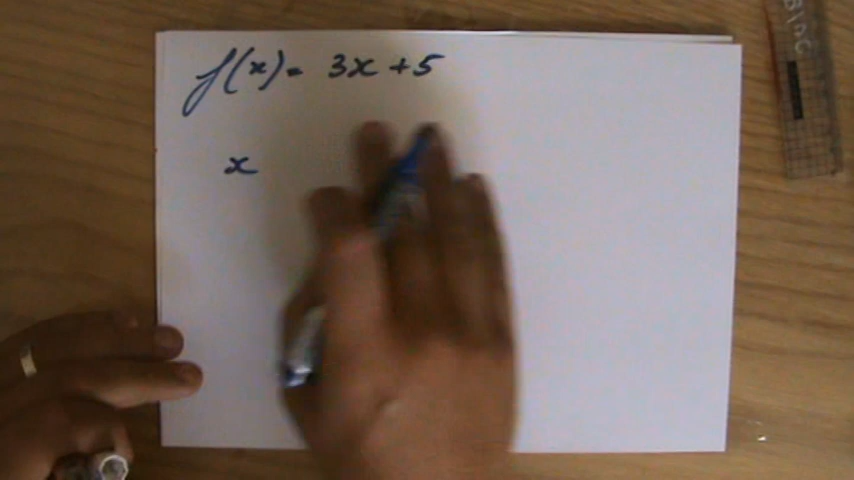 f(x) = 3x + 5
x